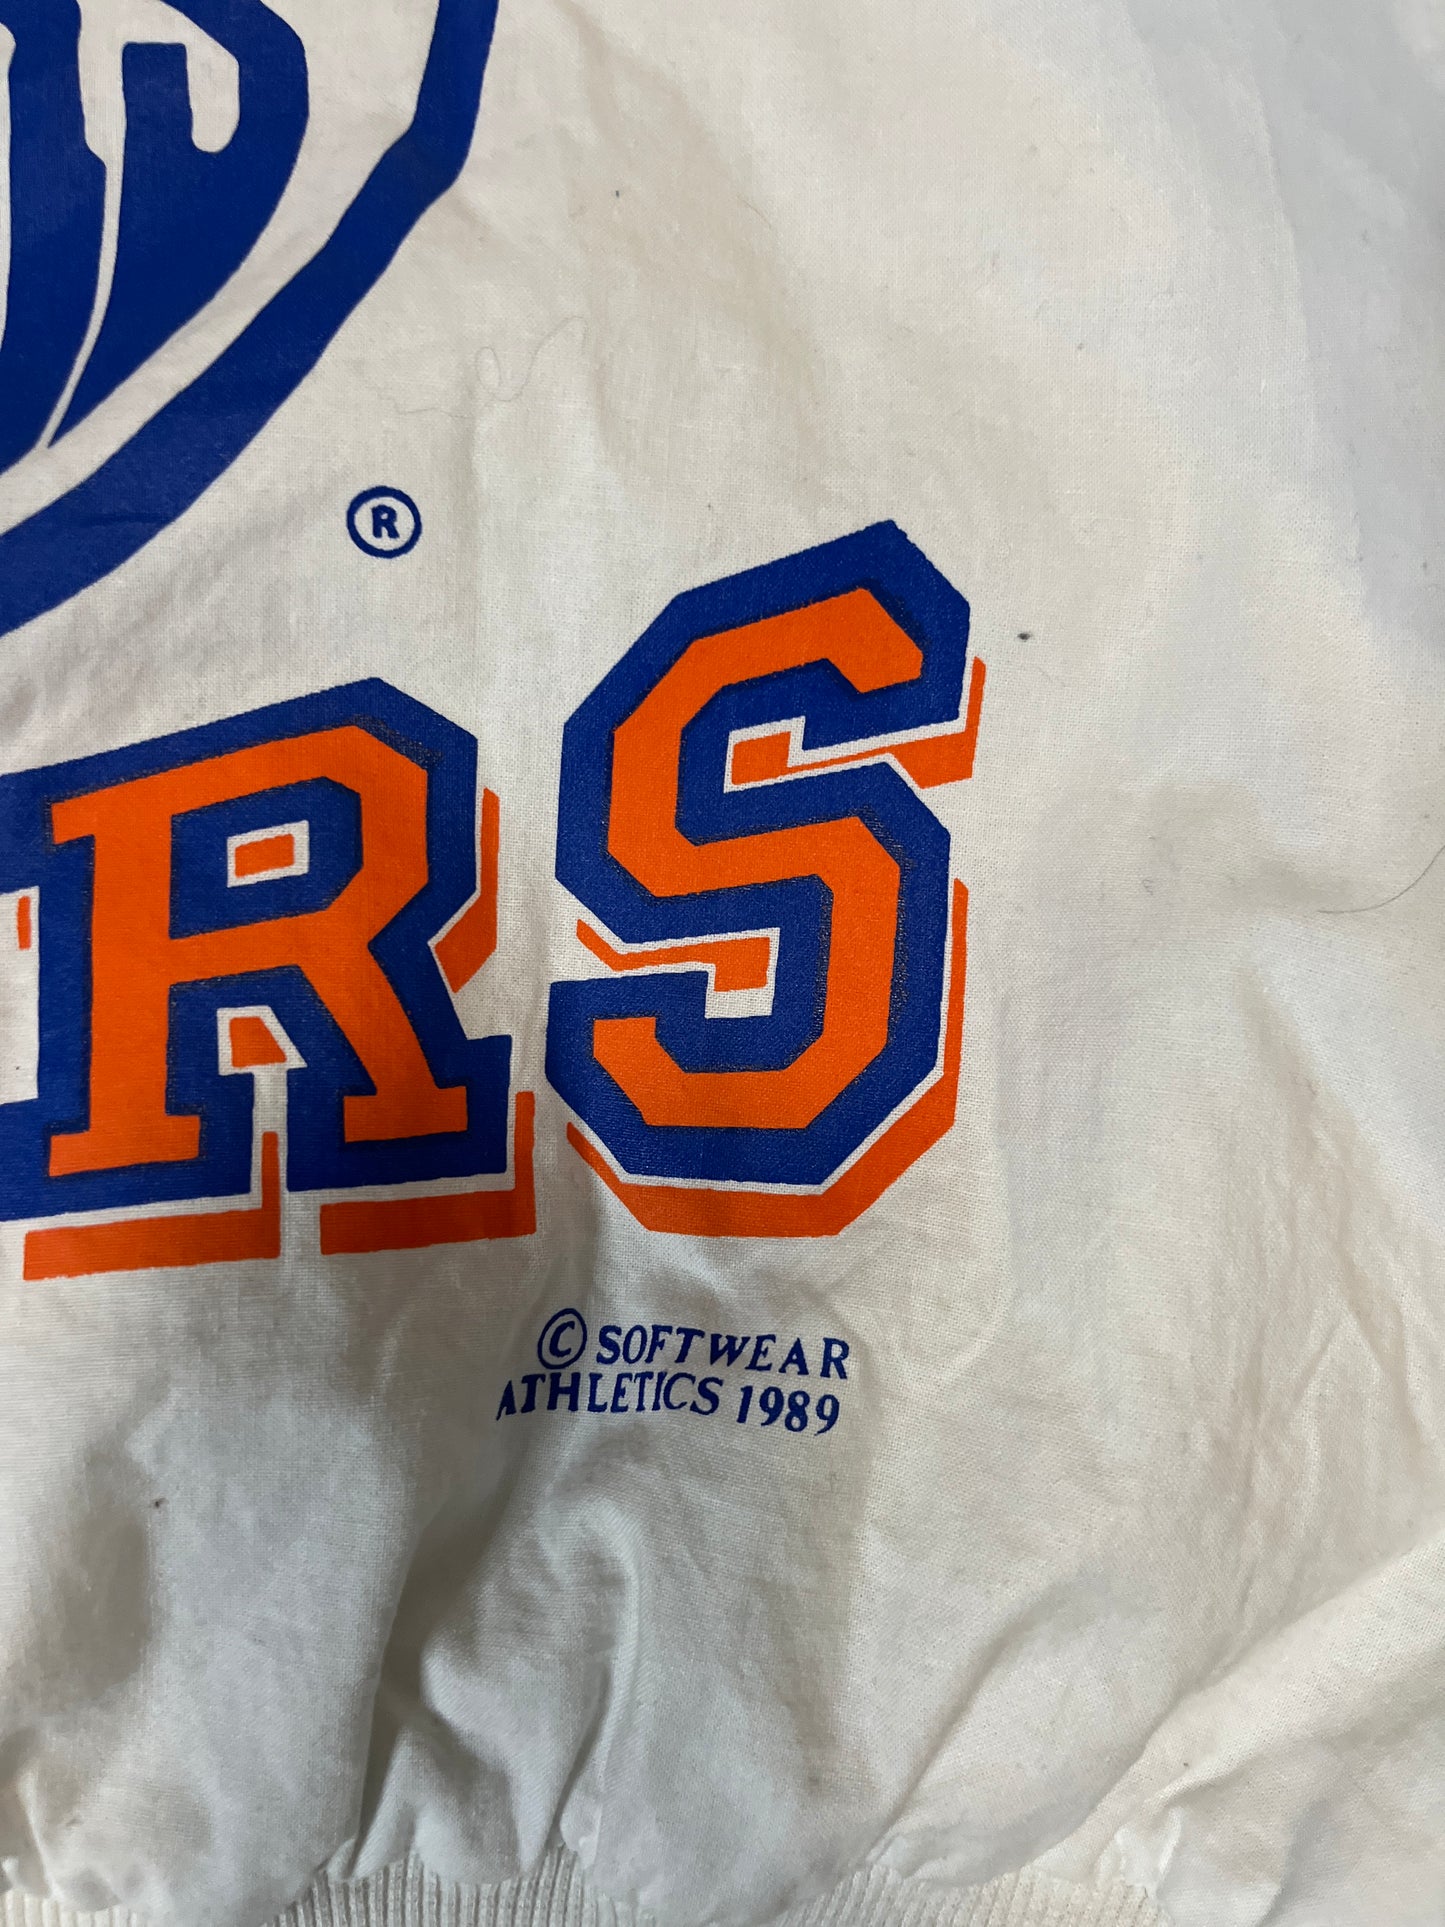 ®
RS
© SOFTWEAR
ATHLETICS 1989